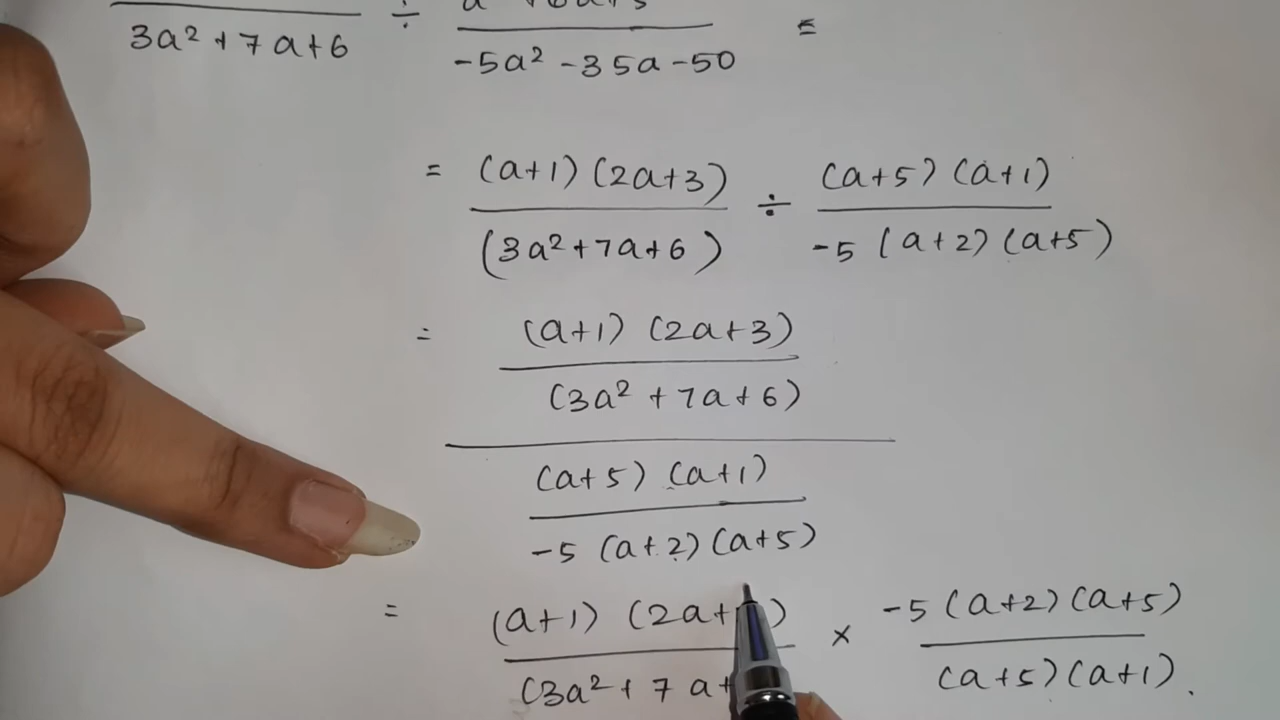 3a² + 7a + 6 ÷ -5a² - 35a - 50 =
= (a+1) (2a+3) / (3a² + 7a + 6) ÷ (a+5) (a+1) / -5 (a+2) (a+5)
= (a+1) (2a+3)
(3a² + 7a + 6)
(a+5) (a+1)
-5 (a+2) (a+5)
= (a+1) (2a+ ) / (3a² + 7a+ × -5 (a+2) (a+5) / (a+5) (a+1).